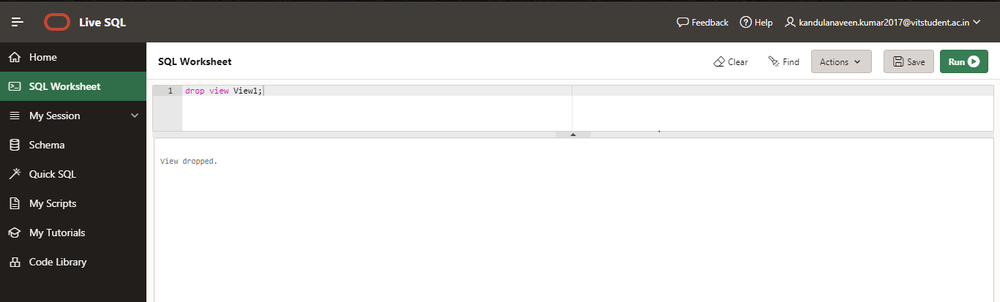 Live SQL
Feedback
Help
kandulanaveen.kumar2017@vitstudent.ac.in
Home
SQL Worksheet
My Session
Schema
Quick SQL
My Scripts
My Tutorials
Code Library
SQL Worksheet
Clear
Find
Actions
Save
Run
1 drop view View1;
View dropped.